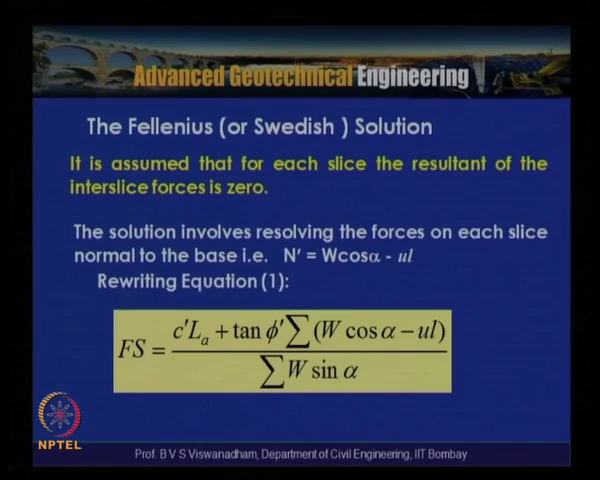 Advanced Geotechnical Engineering
The Fellenius (or Swedish ) Solution
It is assumed that for each slice the resultant of the
interslice forces is zero.
The solution involves resolving the forces on each slice
normal to the base i.e. N′ = Wcosα - ul
Rewriting Equation (1):
FS = \frac{c′L_a + tan ϕ′∑(W cos α − ul)}{∑W sin α}
NPTEL
Prof. B V S Viswanadham, Department of Civil Engineering, IIT Bombay